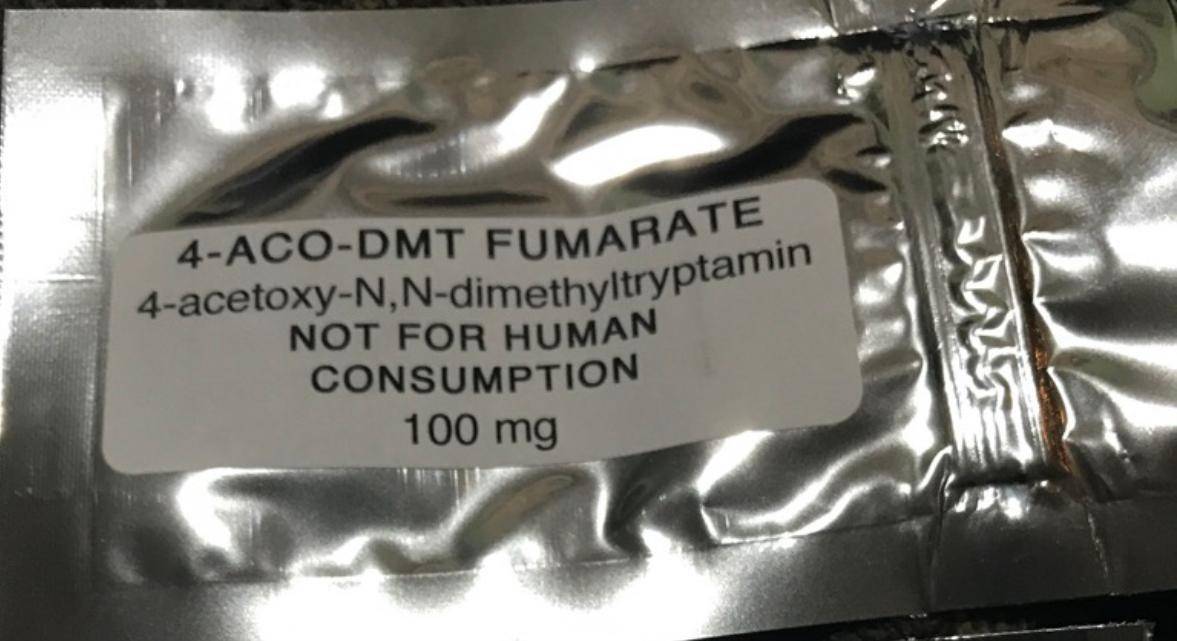 4-ACO-DMT FUMARATE
4-acetoxy-N,N-dimethyltryptamin
NOT FOR HUMAN
CONSUMPTION
100 mg